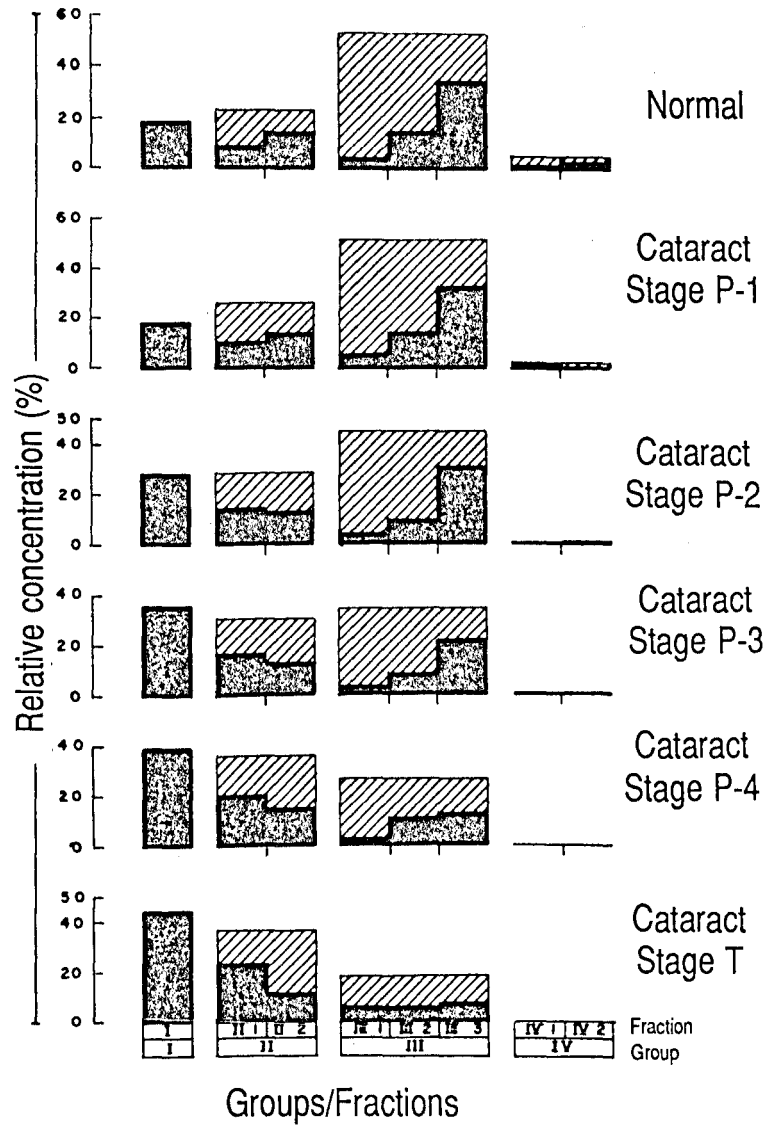 60
40
20
0
Normal
60
40
20
0
Cataract
Stage P-1
50
40
20
0
Cataract
Stage P-2
40
20
0
Cataract
Stage P-3
40
20
0
Cataract
Stage P-4
50
40
20
0
Cataract
Stage T
Relative concentration (%)
I II 1 II 2 III 1 III 2 III 3 IV 1 IV 2 Fraction
I II III IV Group
Groups/Fractions